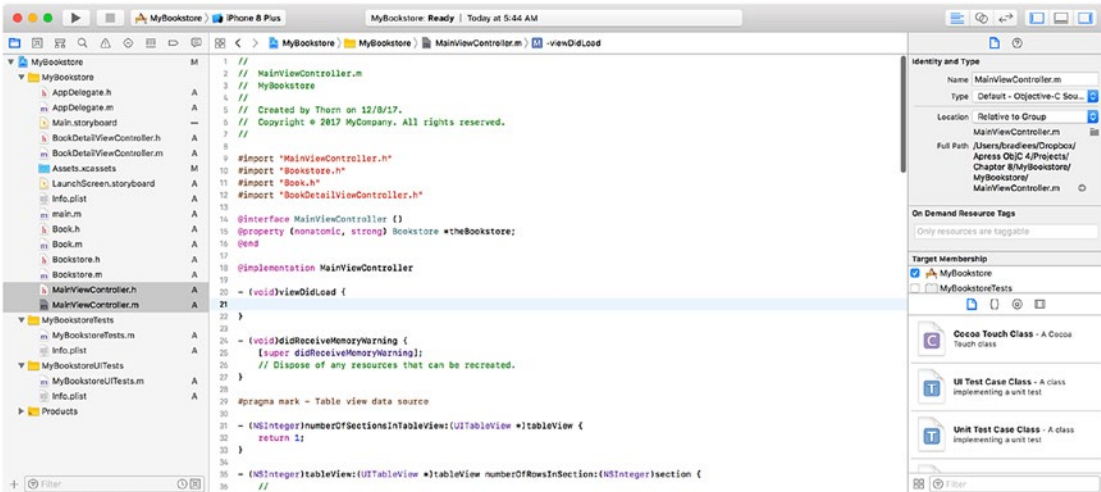 MyBookstore
iPhone 8 Plus
MyBookstore: Ready | Today at 5:44 AM
MyBookstore
MyBookstore
MainViewController.m
M
-viewDidLoad
MyBookstore M
MyBookstore
h AppDelegate.h A
m AppDelegate.m A
Main.storyboard —
h BookDetailViewController.h A
m BookDetailViewController.m A
Assets.xcassets M
LaunchScreen.storyboard A
Info.plist A
m main.m A
h Book.h A
m Book.m A
h Bookstore.h A
m Bookstore.m A
h MainViewController.h A
m MainViewController.m A
MyBookstoreTests
m MyBookstoreTests.m A
Info.plist A
MyBookstoreUITests
m MyBookstoreUITests.m A
Info.plist A
Products
Filter
1 //
2 // MainViewController.m
3 // MyBookstore
4 //
5 // Created by Thorn on 12/8/17.
6 // Copyright © 2017 MyCompany. All rights reserved.
7 //
8
9 #import "MainViewController.h"
10 #import "Bookstore.h"
11 #import "Book.h"
12 #import "BookDetailViewController.h"
13
14 @interface MainViewController ()
15 @property (nonatomic, strong) Bookstore *theBookstore;
16 @end
17
18 @implementation MainViewController
19
20 - (void)viewDidLoad {
21
22 }
23
24 - (void)didReceiveMemoryWarning {
25 [super didReceiveMemoryWarning];
26 // Dispose of any resources that can be recreated.
27 }
28
29 #pragma mark - Table view data source
30
31 - (NSInteger)numberOfSectionsInTableView:(UITableView *)tableView {
32 return 1;
33 }
34
35 - (NSInteger)tableView:(UITableView *)tableView numberOfRowsInSection:(NSInteger)section {
36 //
Identity and Type
Name MainViewController.m
Type Default - Objective-C Sou...
Location Relative to Group
MainViewController.m
Full Path /Users/bradlees/Dropbox/
Apress ObjC 4/Projects/
Chapter 8/MyBookstore/
MyBookstore/
MainViewController.m
On Demand Resource Tags
Only resources are taggable
Target Membership
MyBookstore
MyBookstoreTests
C
Cocoa Touch Class - A Cocoa
Touch class
T
UI Test Case Class - A class
implementing a unit test
T
Unit Test Case Class - A class
implementing a unit test
Filter